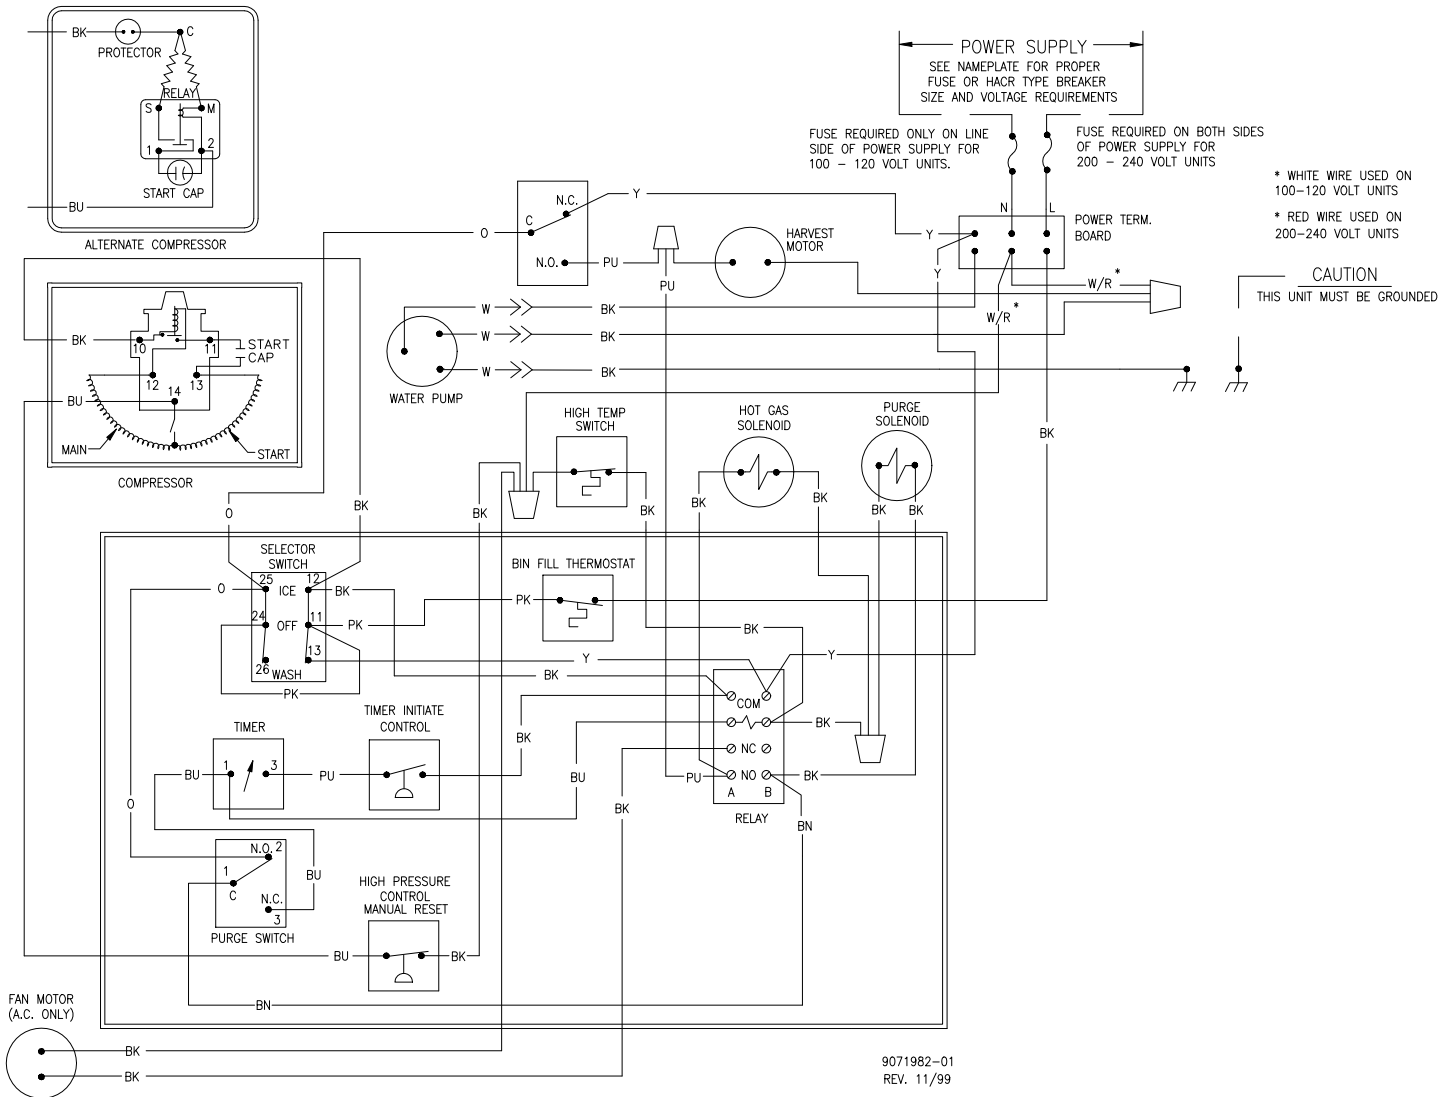 BK
C
PROTECTOR
RELAY
S
M
1
2
START CAP
BU
ALTERNATE COMPRESSOR
POWER SUPPLY
SEE NAMEPLATE FOR PROPER
FUSE OR HACR TYPE BREAKER
SIZE AND VOLTAGE REQUIREMENTS
FUSE REQUIRED ONLY ON LINE
SIDE OF POWER SUPPLY FOR
100 - 120 VOLT UNITS.
FUSE REQUIRED ON BOTH SIDES
OF POWER SUPPLY FOR
200 - 240 VOLT UNITS
* WHITE WIRE USED ON
100-120 VOLT UNITS
* RED WIRE USED ON
200-240 VOLT UNITS
CAUTION
THIS UNIT MUST BE GROUNDED
N
L
POWER TERM.
BOARD
Y
N.C.
C
N.O.
O
PU
PU
HARVEST
MOTOR
Y
Y
W/R *
W/R *
W
BK
W
BK
W
BK
WATER PUMP
BK
10
11
START
CAP
12
13
14
BU
MAIN
START
COMPRESSOR
HIGH TEMP
SWITCH
HOT GAS
SOLENOID
PURGE
SOLENOID
BK
BK
BK
BK
BK
BK
BK
BK
O
SELECTOR
SWITCH
25
12
ICE
O
BK
24
11
OFF
PK
26
13
WASH
PK
BIN FILL THERMOSTAT
PK
BK
Y
Y
BK
TIMER
1
3
BU
PU
TIMER INITIATE
CONTROL
BK
BU
BK
COM
BK
NC
PU
NO
BK
A
B
RELAY
BN
O
N.O.
2
1
C
N.C.
3
BU
PURGE SWITCH
HIGH PRESSURE
CONTROL
MANUAL RESET
BU
BK
BN
FAN MOTOR
(A.C. ONLY)
BK
BK
9071982-01
REV. 11/99